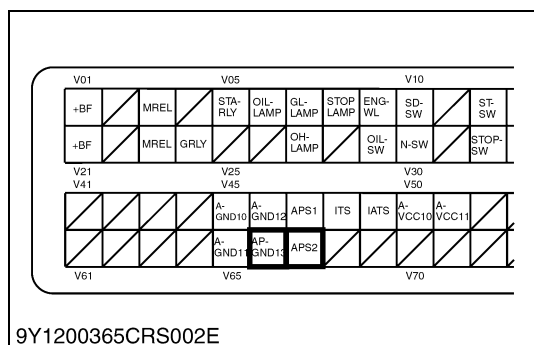 V01 V05 V10
+BF MREL STA- OIL- GL- STOP ENG- SD- ST-
RLY LAMP LAMP LAMP WL SW SW
+BF MREL GRLY OH- OIL- N-SW STOP-
LAMP SW SW
V21 V25 V30
V41 V45 V50
A- A- APS1 ITS IATS A- A-
GND10 GND12 VCC10 VCC11
A- AP- APS2
GND11 GND13
V61 V65 V70
9Y1200365CRS002E